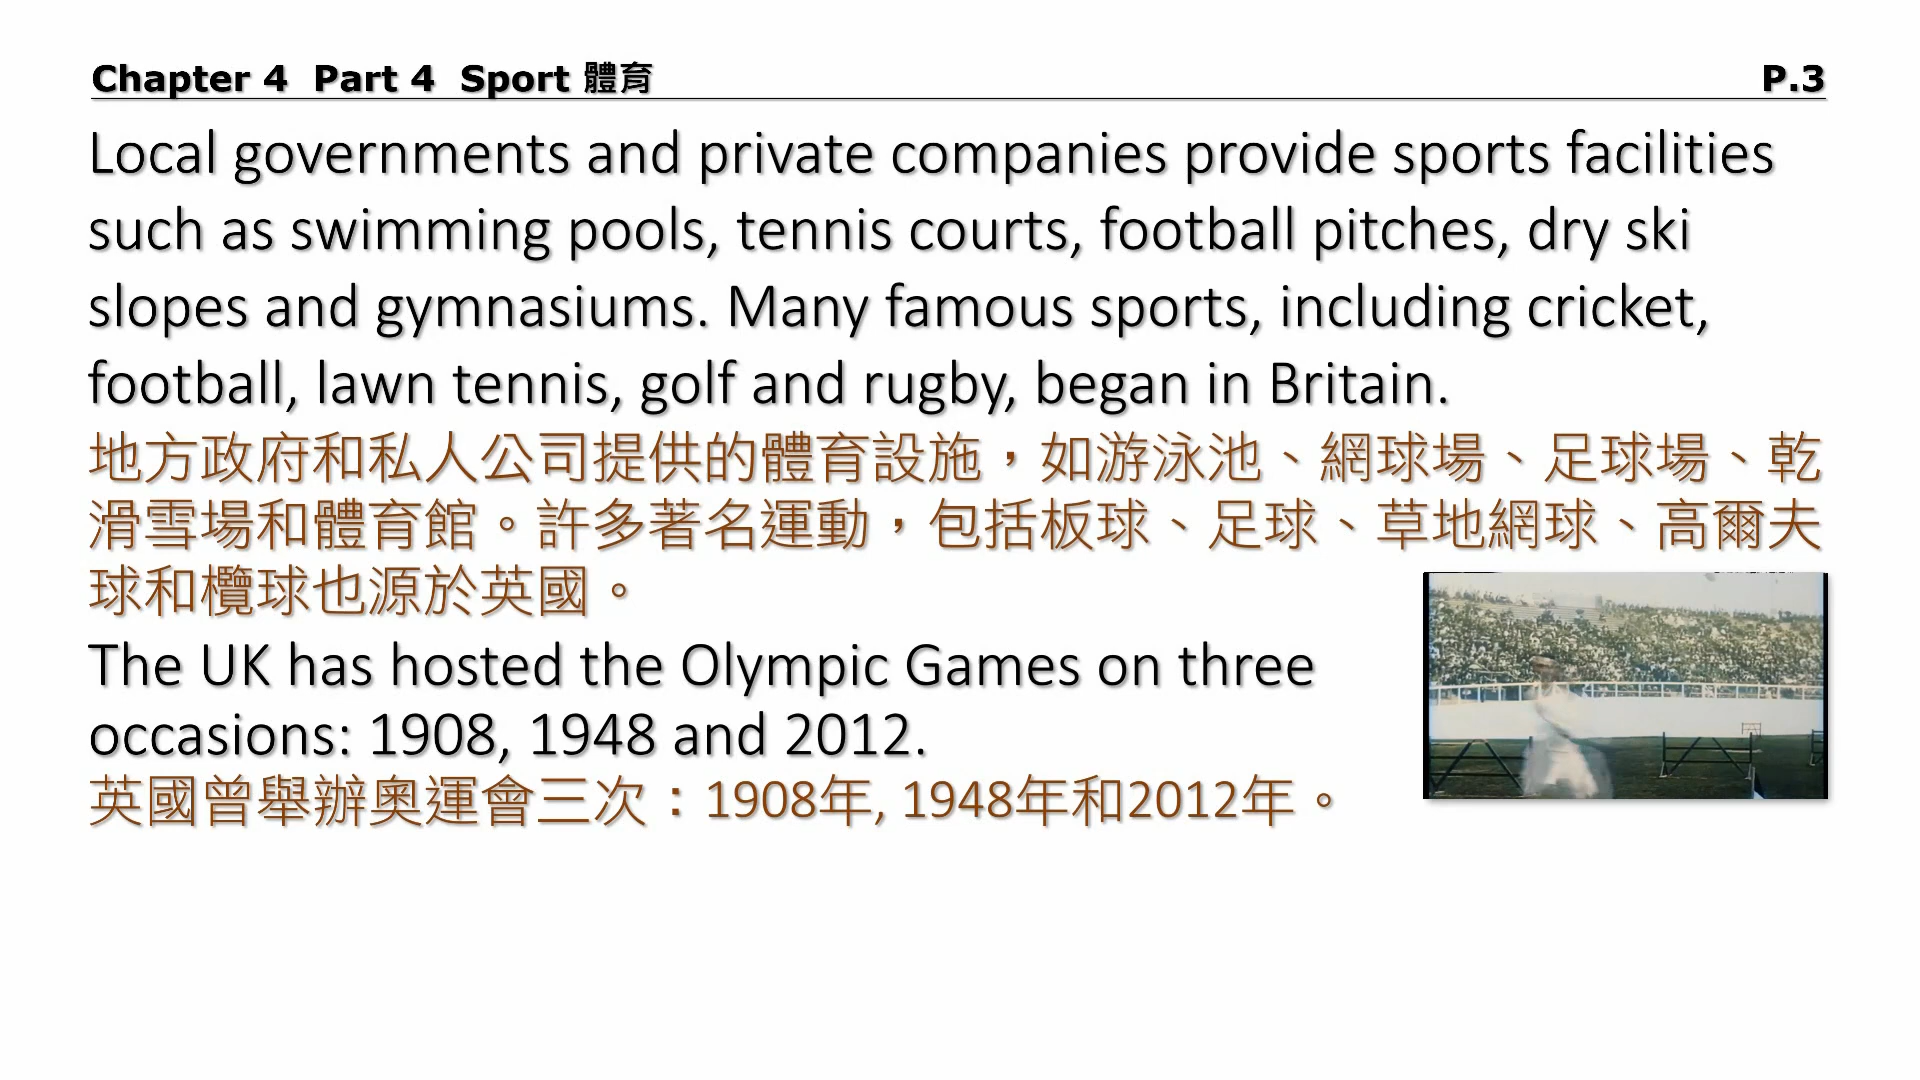 Chapter 4 Part 4 Sport 體育 P.3
Local governments and private companies provide sports facilities
such as swimming pools, tennis courts, football pitches, dry ski
slopes and gymnasiums. Many famous sports, including cricket,
football, lawn tennis, golf and rugby, began in Britain.
地方政府和私人公司提供的體育設施，如游泳池、網球場、足球場、乾
滑雪場和體育館。許多著名運動，包括板球、足球、草地網球、高爾夫
球和欖球也源於英國。
The UK has hosted the Olympic Games on three
occasions: 1908, 1948 and 2012.
英國曾舉辦奧運會三次：1908年, 1948年和2012年。